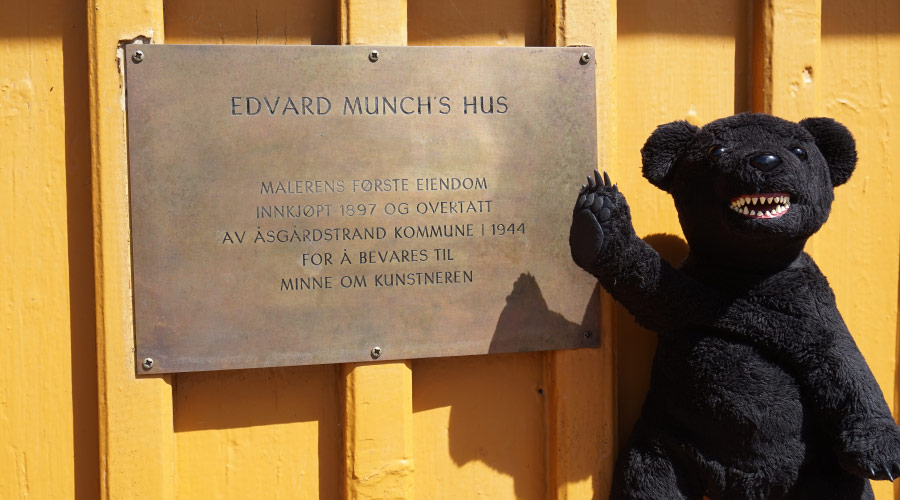 EDVARD MUNCH'S HUS
MALERENS FØRSTE EIENDOM
INNKJØPT 1897 OG OVERTATT
AV ÅSGÅRDSTRAND KOMMUNE I 1944
FOR Å BEVARES TIL
MINNE OM KUNSTNEREN